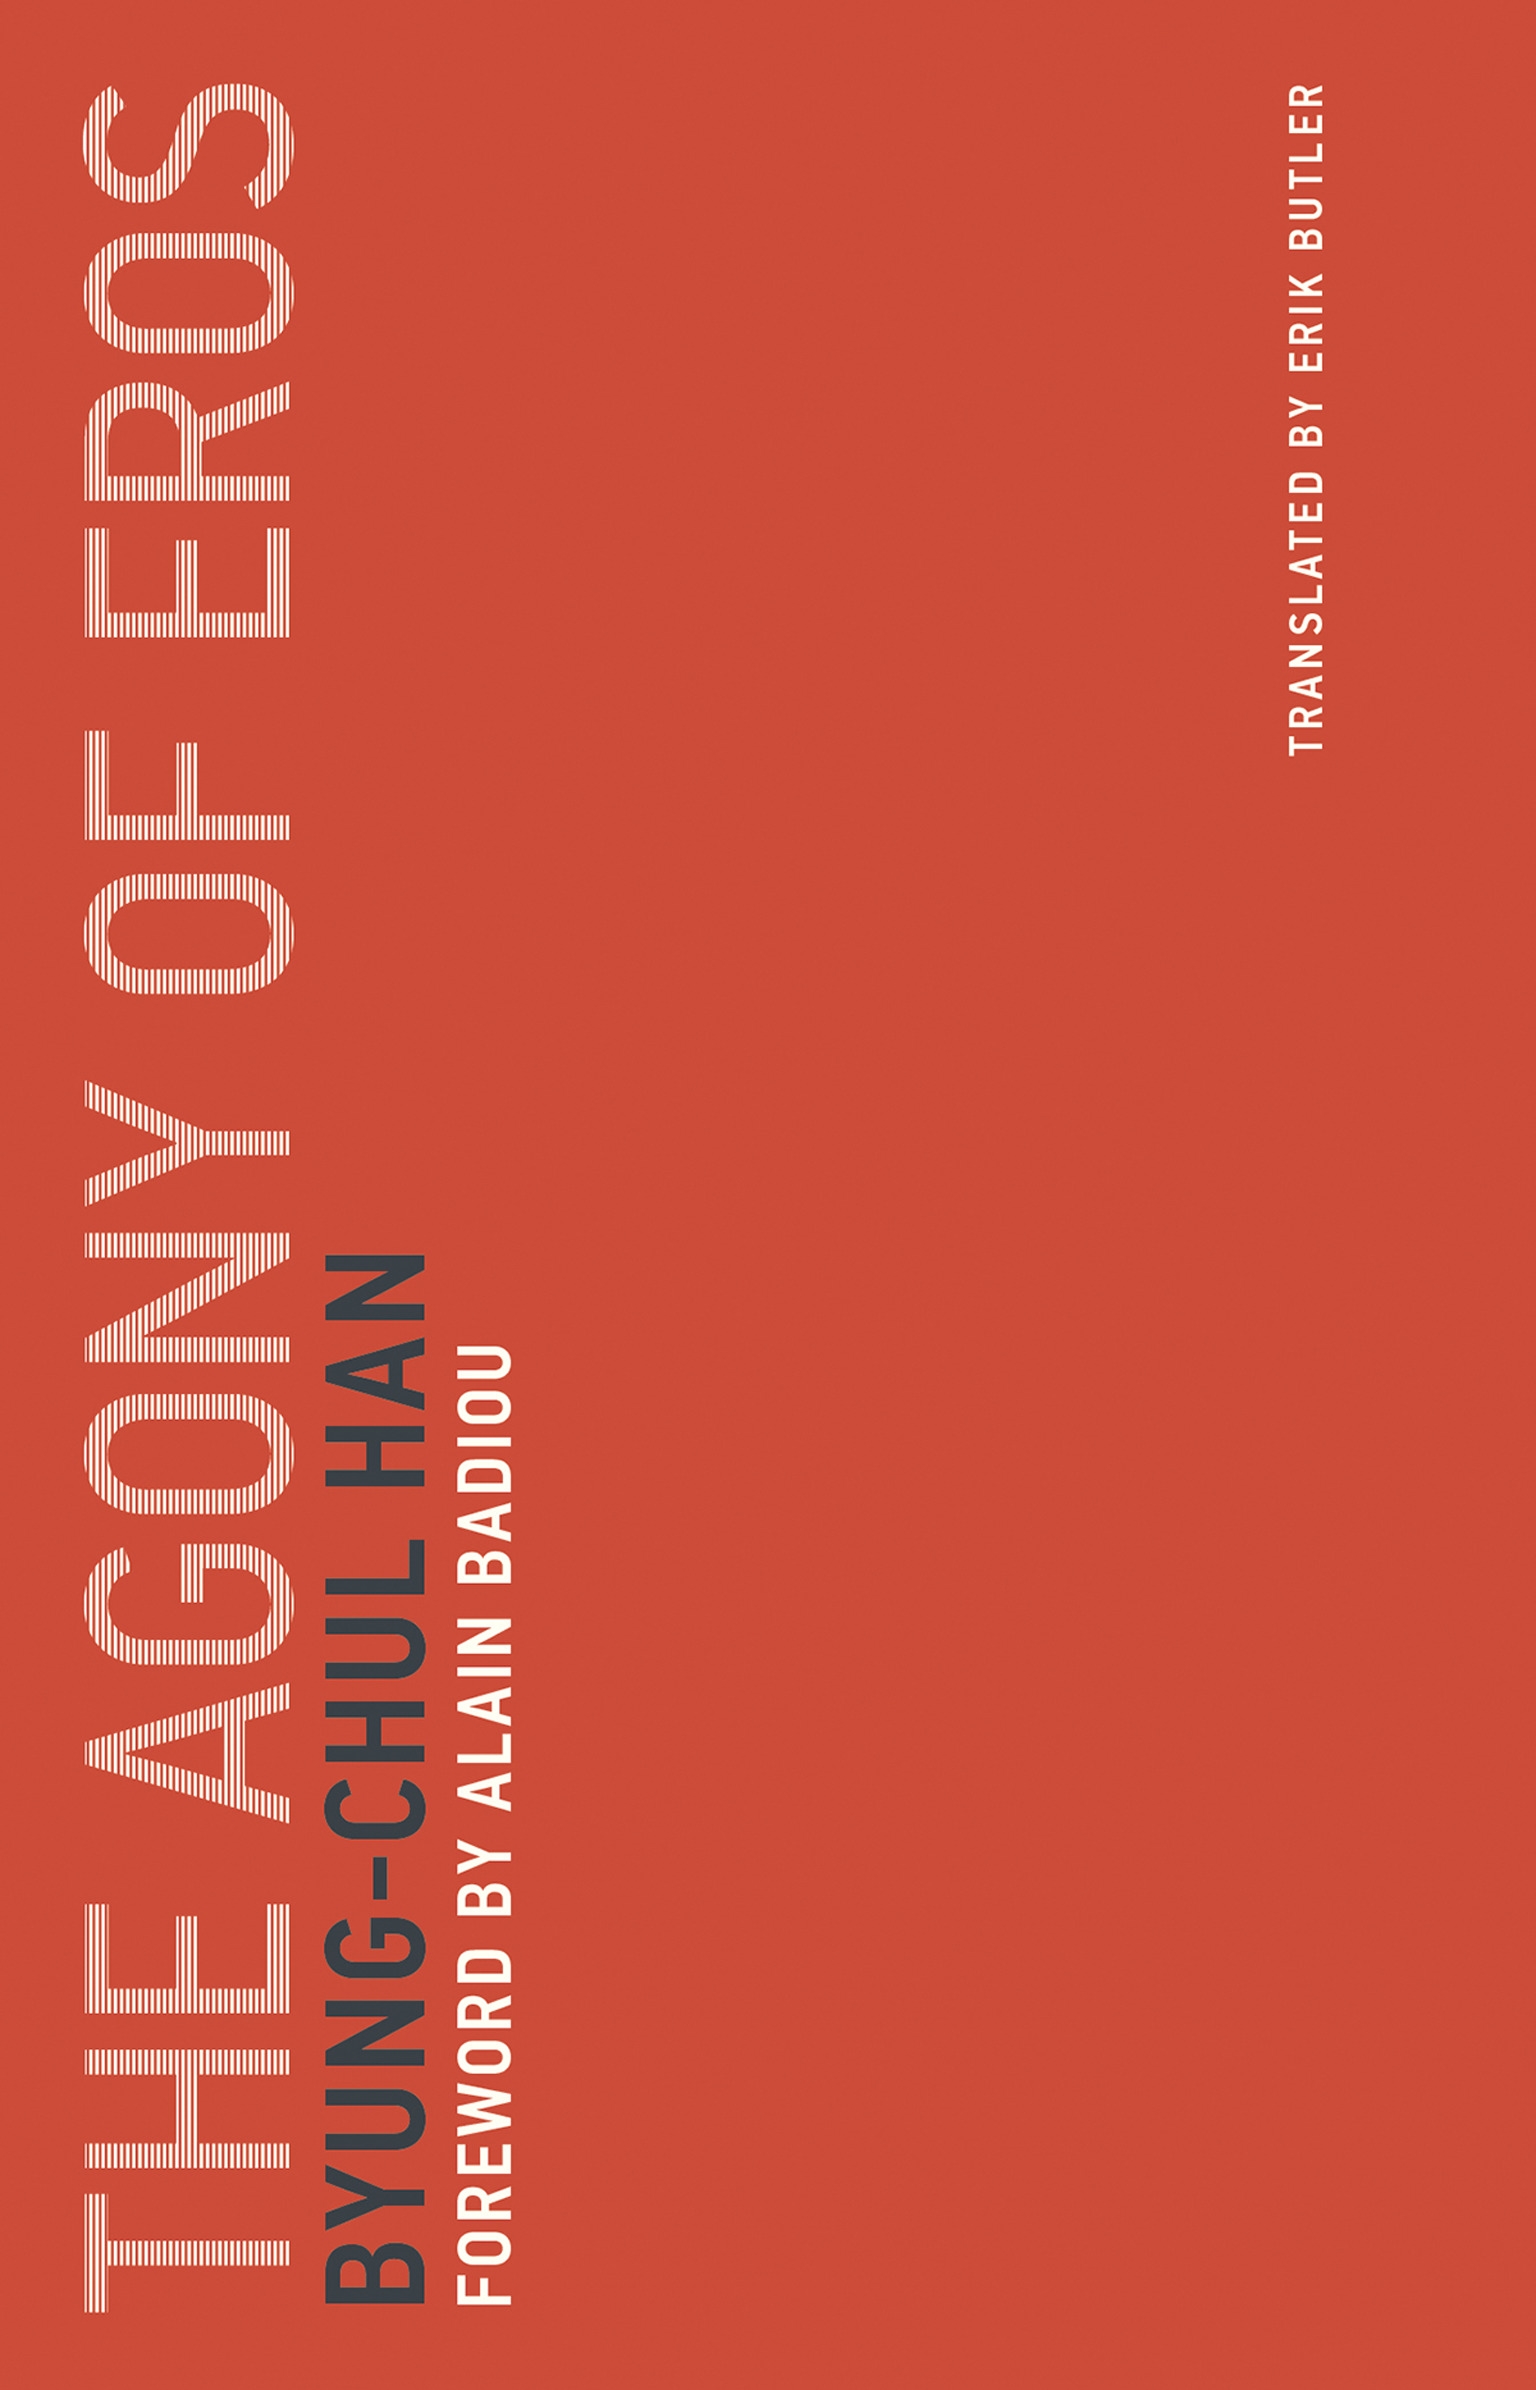 THE AGONY OF EROS
BYUNG-CHUL HAN
FOREWORD BY ALAIN BADIOU
TRANSLATED BY ERIK BUTLER